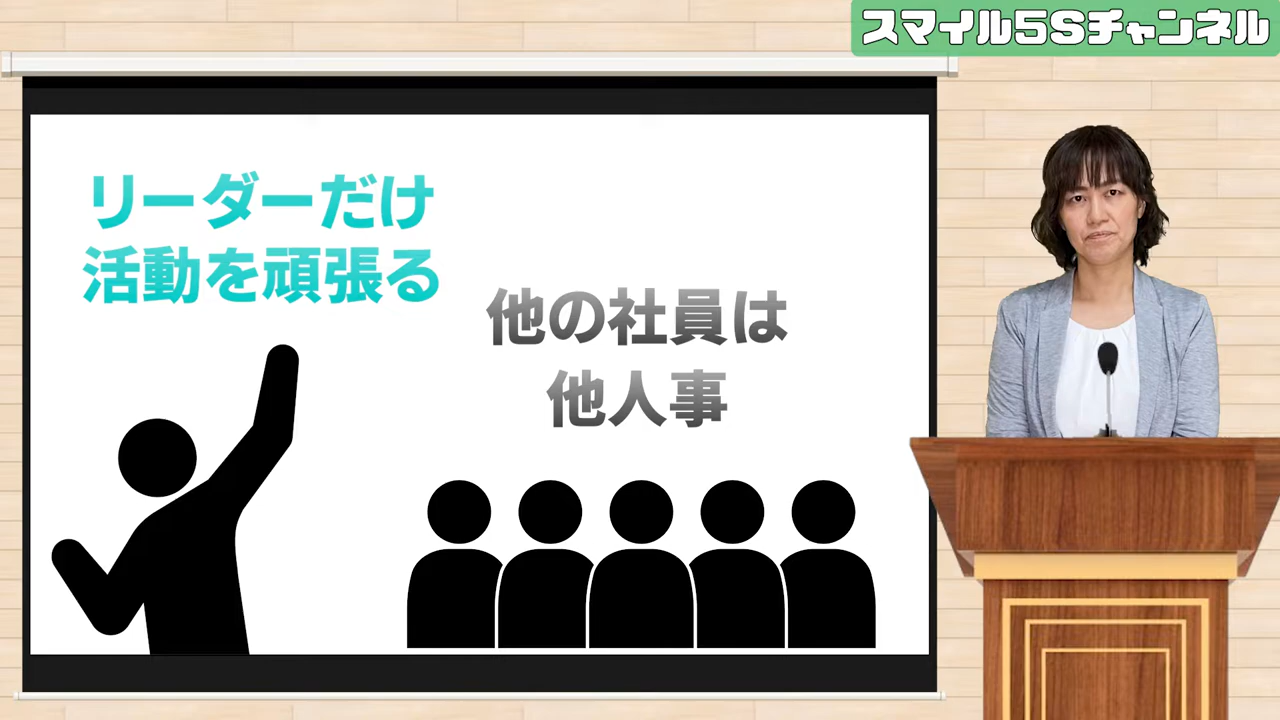 スマイル5Sチャンネル
リーダーだけ
活動を頑張る
他の社員は
他人事